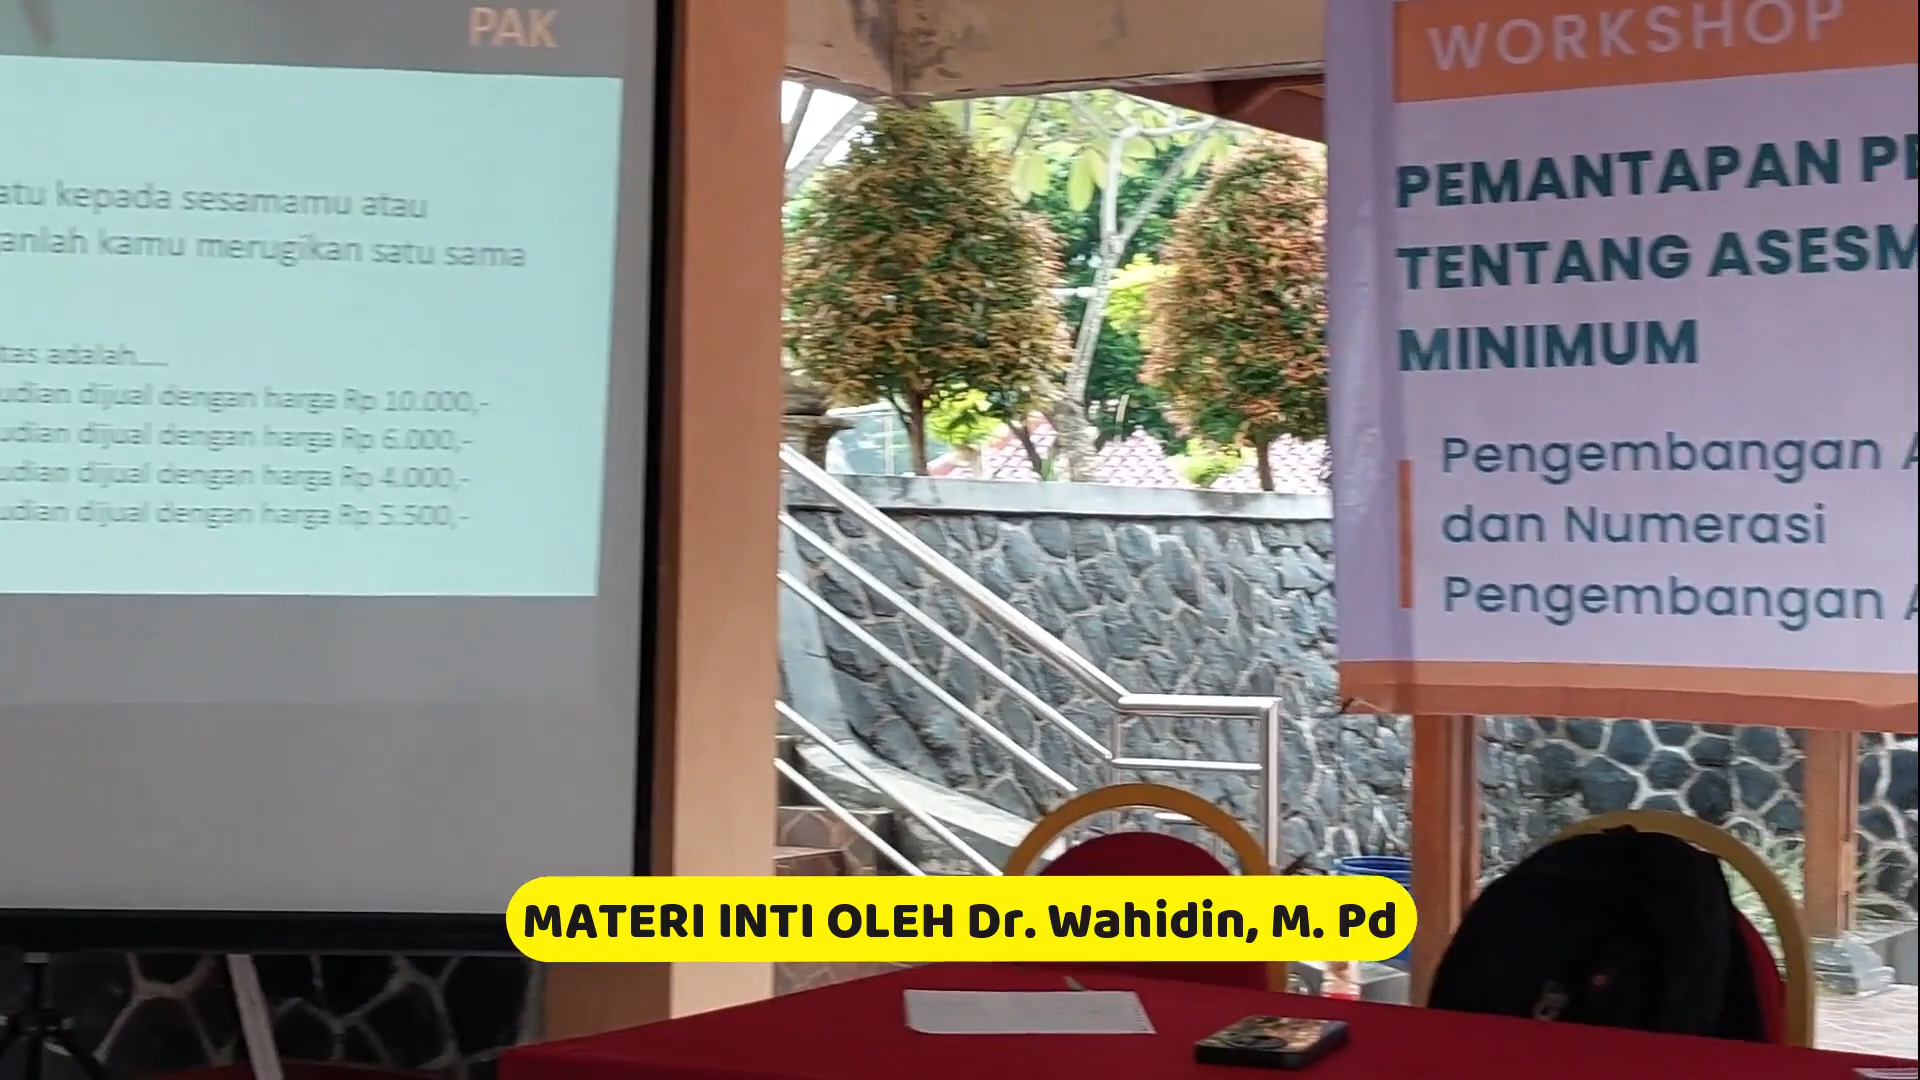 PAK
atu kepada sesamamu atau
anlah kamu merugikan satu sama
tas adalah....
udian dijual dengan harga Rp 10.000,-
udian dijual dengan harga Rp 6.000,-
udian dijual dengan harga Rp 4.000,-
udian dijual dengan harga Rp 5.500,-
WORKSHOP
PEMANTAPAN PE
TENTANG ASESM
MINIMUM
Pengembangan A
dan Numerasi
Pengembangan A
MATERI INTI OLEH Dr. Wahidin, M. Pd